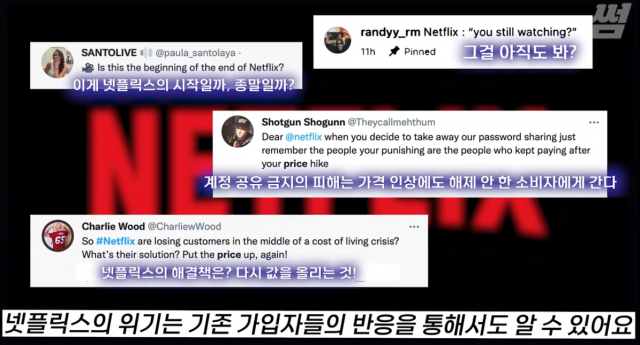 썸
randyy_rm Netflix : "you still watching?"
11h Pinned
그걸 아직도 봐?
SANTOLIVE @paula_santolaya ·
Is this the beginning of the end of Netflix?
이게 넷플릭스의 시작일까, 종말일까?
Shotgun Shogunn @Theycallmehthum
Dear @netflix when you decide to take away our password sharing just
remember the people your punishing are the people who kept paying after
your price hike
계정 공유 금지의 피해는 가격 인상에도 해제 안 한 소비자에게 간다
Charlie Wood @CharliewWood
So #Netflix are losing customers in the middle of a cost of living crisis?
What's their solution? Put the price up, again!
넷플릭스의 해결책은? 다시 값을 올리는 것!
NETFLIX
넷플릭스의 위기는 기존 가입자들의 반응을 통해서도 알 수 있어요